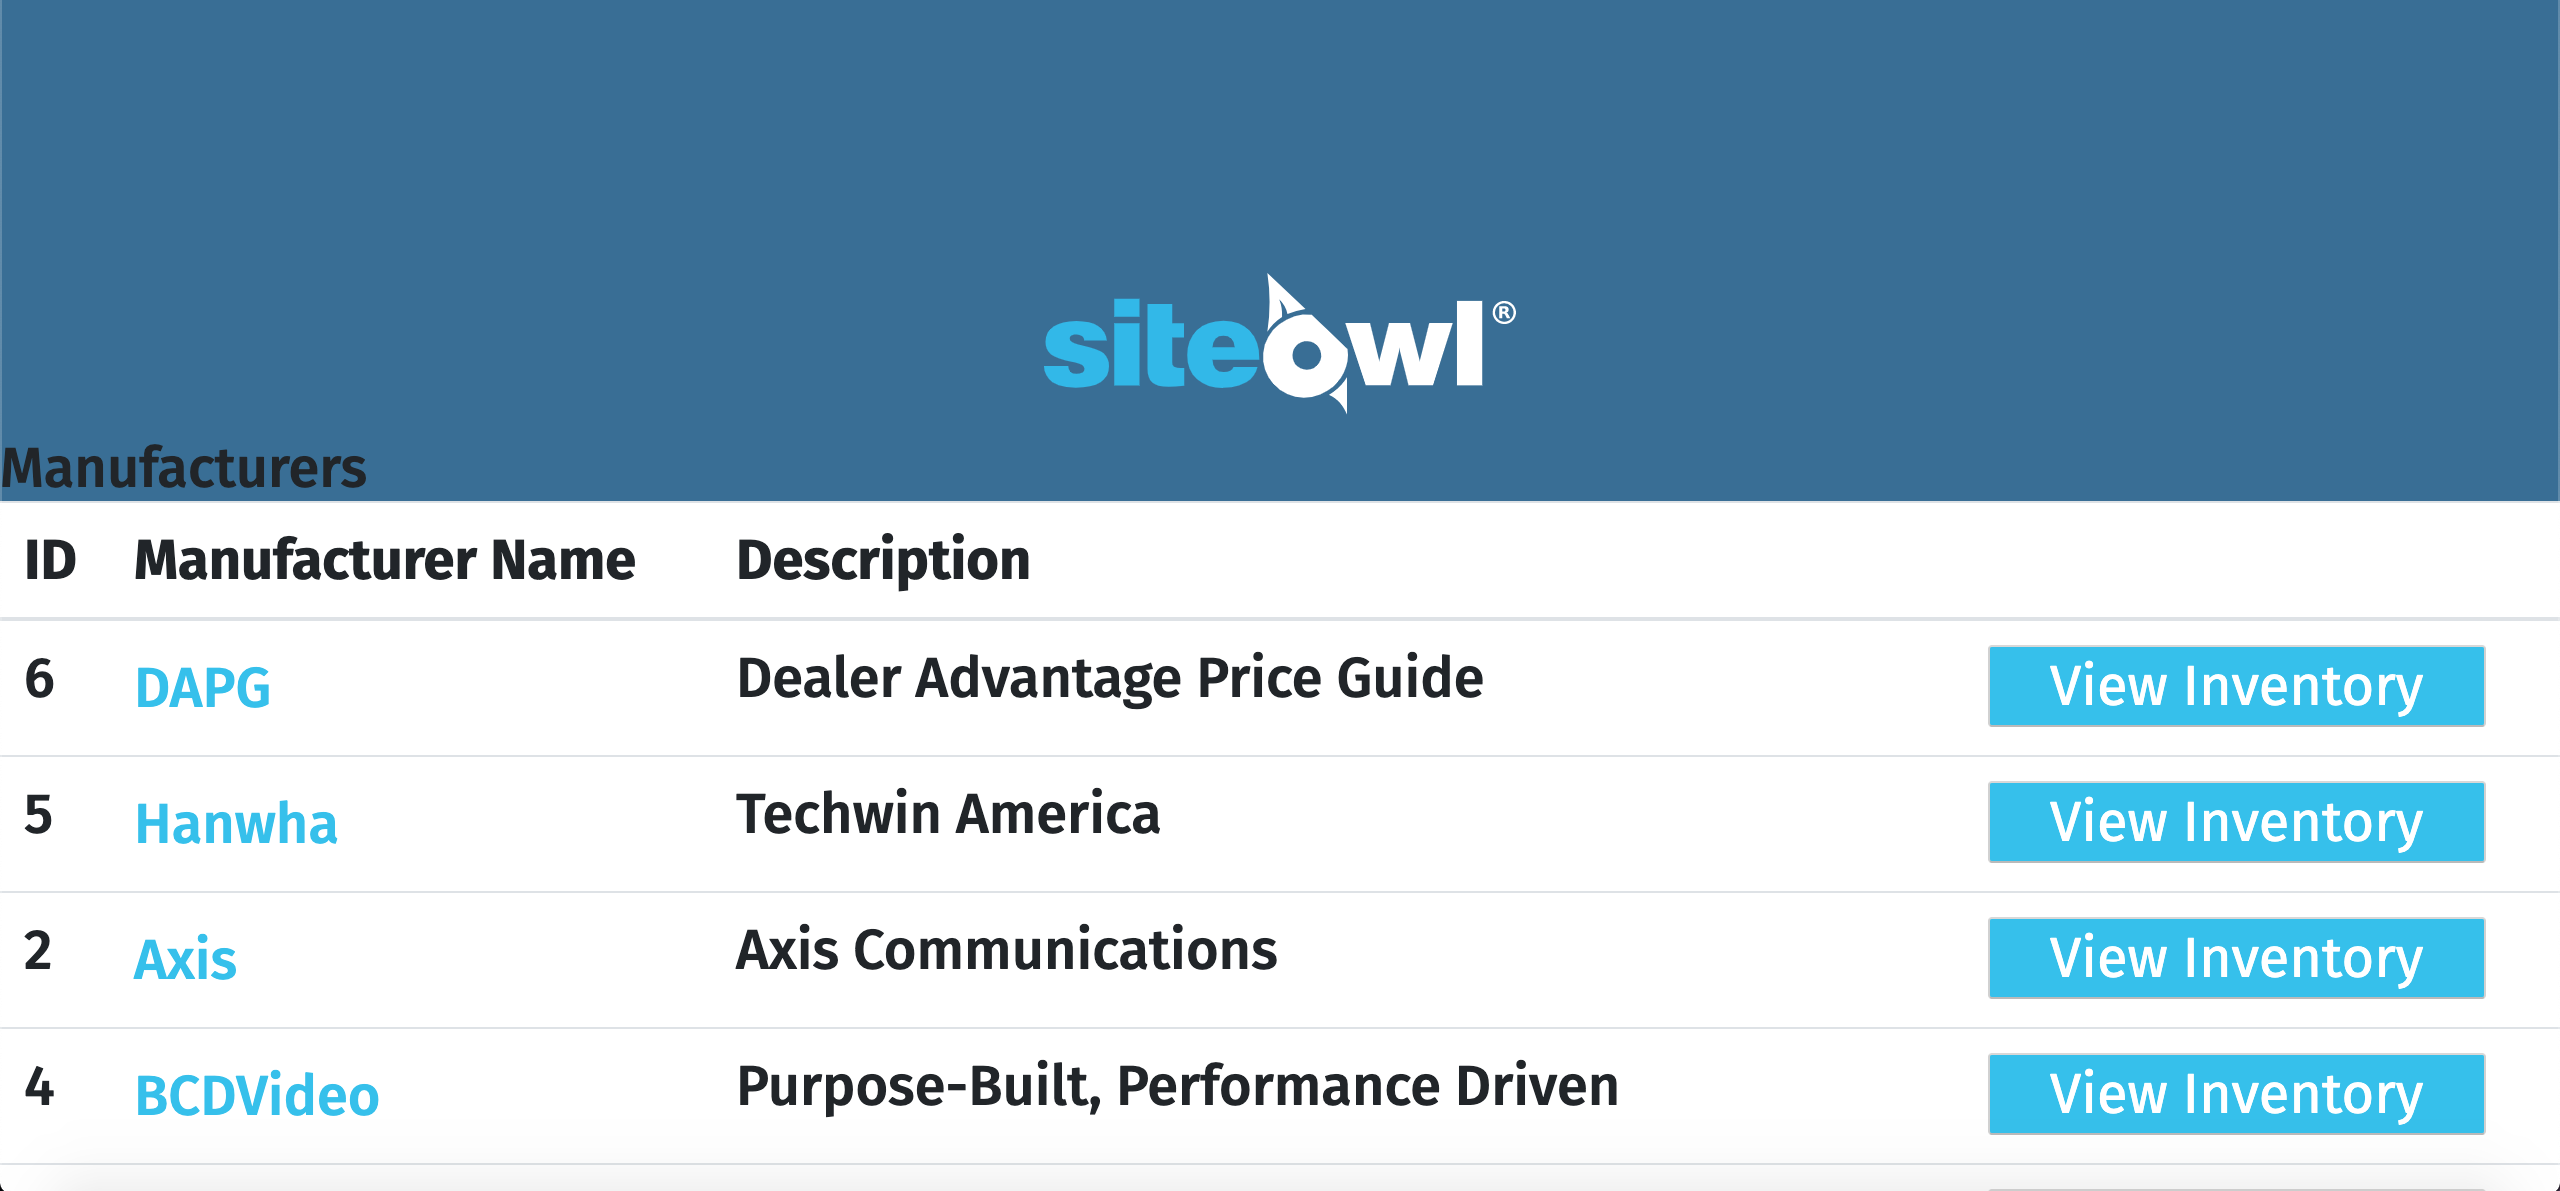 siteowl®
Manufacturers
ID Manufacturer Name Description
6 DAPG Dealer Advantage Price Guide View Inventory
5 Hanwha Techwin America View Inventory
2 Axis Axis Communications View Inventory
4 BCDVideo Purpose-Built, Performance Driven View Inventory